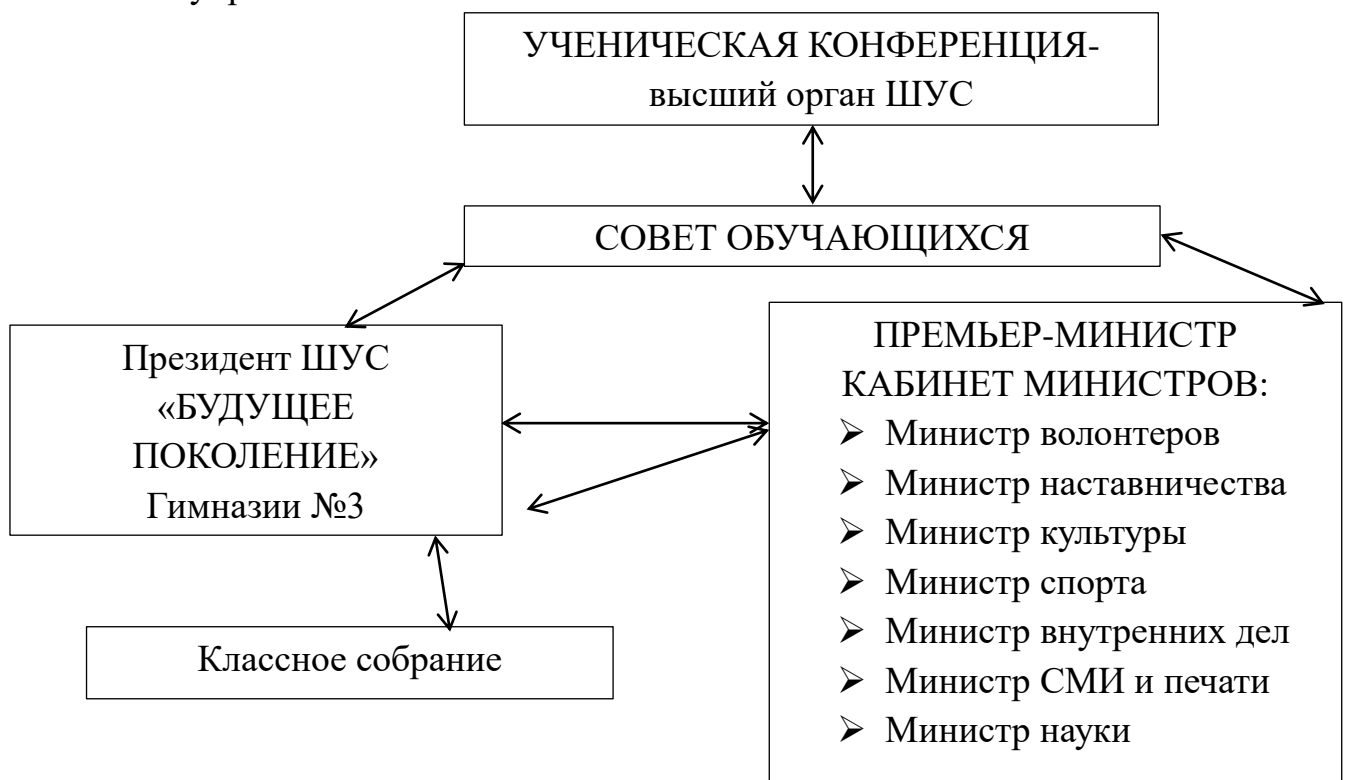 УЧЕНИЧЕСКАЯ КОНФЕРЕНЦИЯ-
высший орган ШУС
СОВЕТ ОБУЧАЮЩИХСЯ
Президент ШУС
«БУДУЩЕЕ
ПОКОЛЕНИЕ»
Гимназии №3
ПРЕМЬЕР-МИНИСТР
КАБИНЕТ МИНИСТРОВ:
➢ Министр волонтеров
➢ Министр наставничества
➢ Министр культуры
➢ Министр спорта
➢ Министр внутренних дел
➢ Министр СМИ и печати
➢ Министр науки
Классное собрание